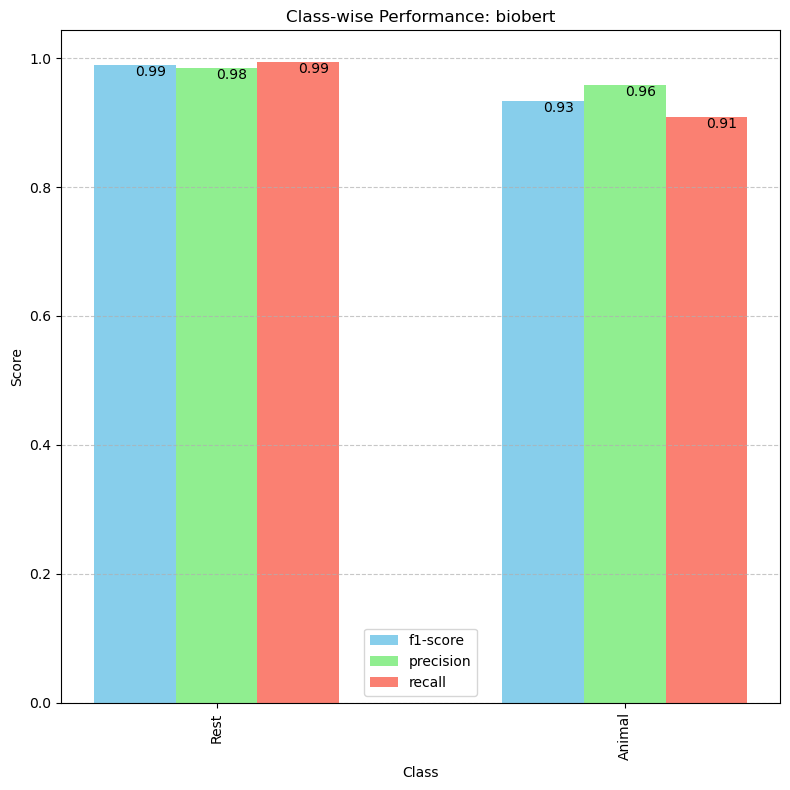 Class-wise Performance: biobert
Score
1.0
0.8
0.6
0.4
0.2
0.0
0.99
0.98
0.99
0.93
0.96
0.91
f1-score
precision
recall
Rest
Animal
Class